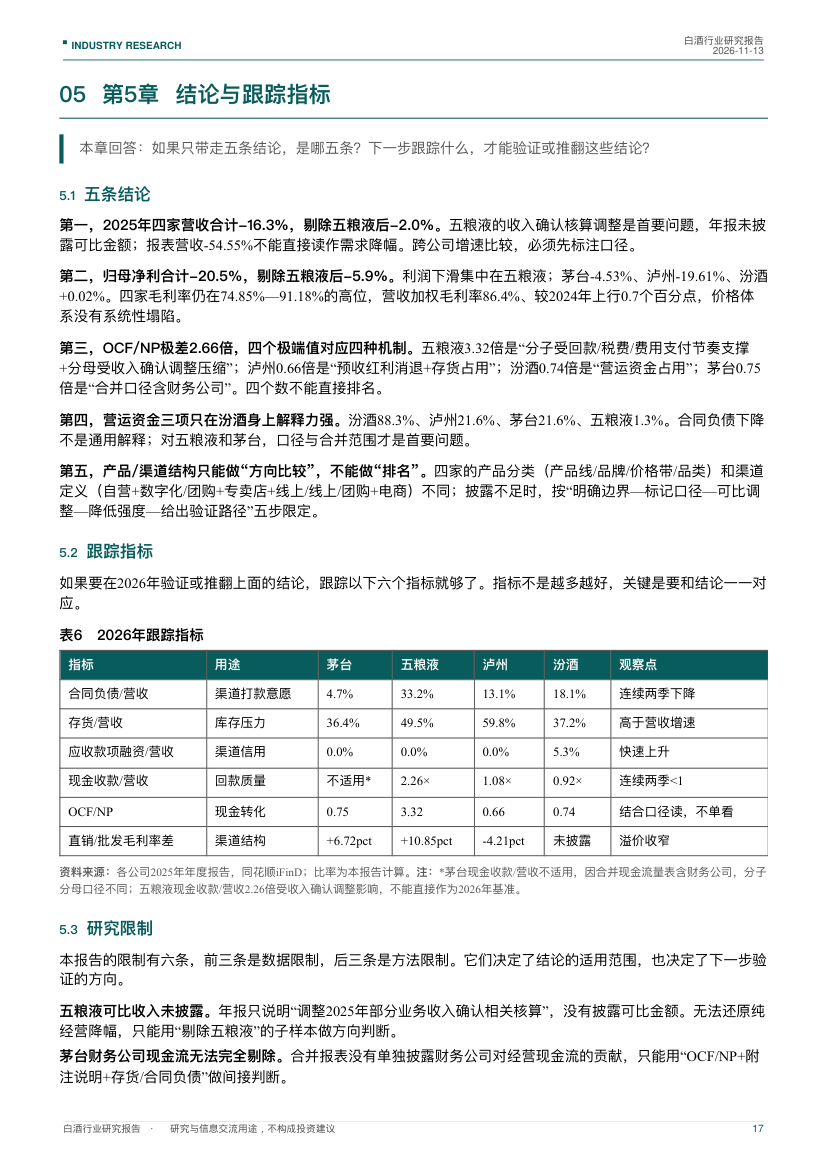 INDUSTRY RESEARCH
白酒行业研究报告
2026-11-13
05 第5章 结论与跟踪指标
本章回答：如果只带走五条结论，是哪五条？下一步跟踪什么，才能验证或推翻这些结论？
5.1 五条结论
第一，2025年四家营收合计−16.3%，剔除五粮液后−2.0%。五粮液的收入确认核算调整是首要问题，年报未披
露可比金额；报表营收-54.55%不能直接读作需求降幅。跨公司增速比较，必须先标注口径。
第二，归母净利合计−20.5%，剔除五粮液后−5.9%。利润下滑集中在五粮液；茅台-4.53%、泸州-19.61%、汾酒
+0.02%。四家毛利率仍在74.85%—91.18%的高位，营收加权毛利率86.4%、较2024年上行0.7个百分点，价格体
系没有系统性塌陷。
第三，OCF/NP极差2.66倍，四个极端值对应四种机制。五粮液3.32倍是“分子受回款/税费/费用支付节奏支撑
+分母受收入确认调整压缩”；泸州0.66倍是“预收红利消退+存货占用”；汾酒0.74倍是“营运资金占用”；茅台0.75
倍是“合并口径含财务公司”。四个数不能直接排名。
第四，营运资金三项只在汾酒身上解释力强。汾酒88.3%、泸州21.6%、茅台21.6%、五粮液1.3%。合同负债下降
不是通用解释；对五粮液和茅台，口径与合并范围才是首要问题。
第五，产品/渠道结构只能做“方向比较”，不能做“排名”。四家的产品分类（产品线/品牌/价格带/品类）和渠道
定义（自营+数字化/团购+专卖店+线上/线上/团购+电商）不同；披露不足时，按“明确边界—标记口径—可比调
整—降低强度—给出验证路径”五步限定。
5.2 跟踪指标
如果要在2026年验证或推翻上面的结论，跟踪以下六个指标就够了。指标不是越多越好，关键是要和结论一一对
应。
表6 2026年跟踪指标
指标 用途 茅台 五粮液 泸州 汾酒 观察点
合同负债/营收 渠道打款意愿 4.7% 33.2% 13.1% 18.1% 连续两季下降
存货/营收 库存压力 36.4% 49.5% 59.8% 37.2% 高于营收增速
应收款项融资/营收 渠道信用 0.0% 0.0% 0.0% 5.3% 快速上升
现金收款/营收 回款质量 不适用* 2.26× 1.08× 0.92× 连续两季<1
OCF/NP 现金转化 0.75 3.32 0.66 0.74 结合口径读，不单看
直销/批发毛利率差 渠道结构 +6.72pct +10.85pct -4.21pct 未披露 溢价收窄
资料来源：各公司2025年年度报告，同花顺iFinD；比率为本报告计算。注：*茅台现金收款/营收不适用，因合并现金流量表含财务公司，分子
分母口径不同；五粮液现金收款/营收2.26倍受收入确认调整影响，不能直接作为2026年基准。
5.3 研究限制
本报告的限制有六条，前三条是数据限制，后三条是方法限制。它们决定了结论的适用范围，也决定了下一步验
证的方向。
五粮液可比收入未披露。年报只说明“调整2025年部分业务收入确认相关核算”，没有披露可比金额。无法还原纯
经营降幅，只能用“剔除五粮液”的子样本做方向判断。
茅台财务公司现金流无法完全剔除。合并报表没有单独披露财务公司对经营现金流的贡献，只能用“OCF/NP+附
注说明+存货/合同负债”做间接判断。
白酒行业研究报告 · 研究与信息交流用途，不构成投资建议
17